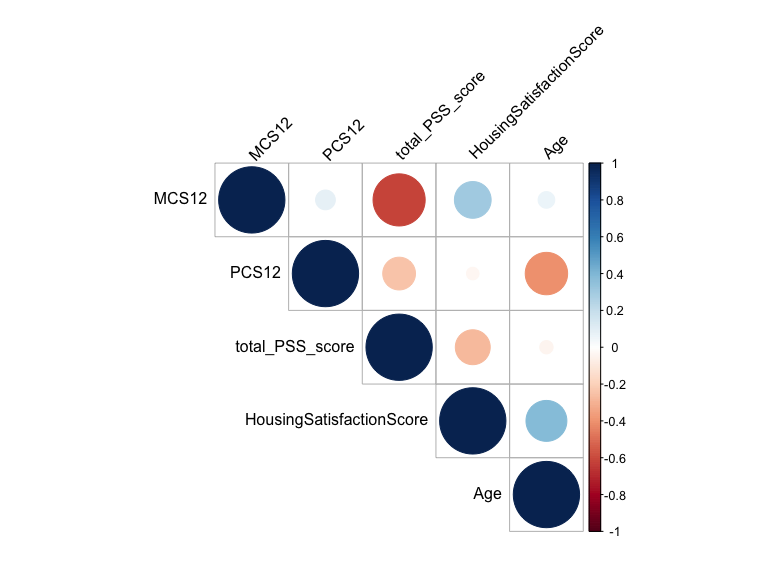 MCS12
PCS12
total_PSS_score
HousingSatisfactionScore
Age
MCS12
PCS12
total_PSS_score
HousingSatisfactionScore
Age
1
0.8
0.6
0.4
0.2
0
-0.2
-0.4
-0.6
-0.8
-1